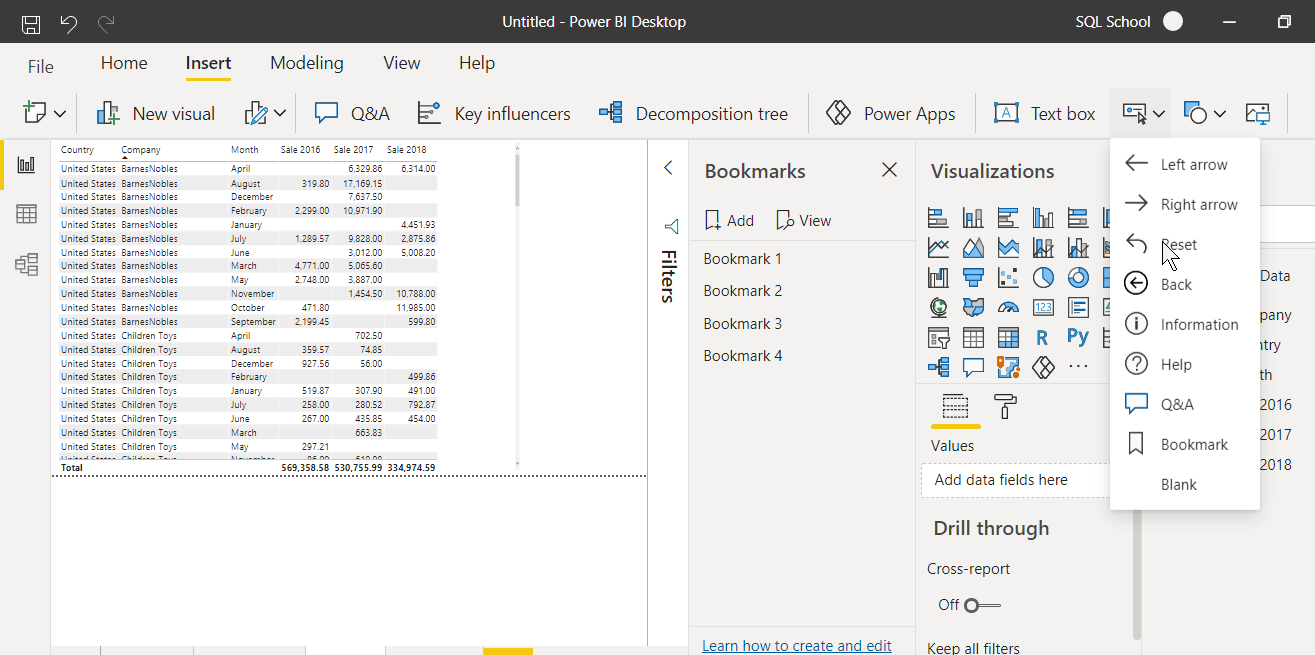 Untitled - Power BI Desktop
SQL School
File Home Insert Modeling View Help
New visual Q&A Key influencers Decomposition tree Power Apps A Text box
Country Company Month Sale 2016 Sale 2017 Sale 2018
United States BarnesNobles April 6,329.86 6,314.00
United States BarnesNobles August 319.80 17,169.15
United States BarnesNobles December 7,637.50
United States BarnesNobles February 2,299.00 10,971.90
United States BarnesNobles January 4,451.93
United States BarnesNobles July 1,289.57 9,828.00 2,875.86
United States BarnesNobles June 3,012.00 5,008.20
United States BarnesNobles March 4,771.00 5,065.60
United States BarnesNobles May 2,748.00 3,887.00
United States BarnesNobles November 1,454.50 10,788.00
United States BarnesNobles October 471.80 11,985.00
United States BarnesNobles September 2,199.45 599.80
United States Children Toys April 702.50
United States Children Toys August 359.57 74.85
United States Children Toys December 927.56 56.00
United States Children Toys February 499.86
United States Children Toys January 519.87 307.90 491.00
United States Children Toys July 258.00 280.52 792.87
United States Children Toys June 267.00 435.85 454.00
United States Children Toys March 663.83
United States Children Toys May 297.21
United States Children Toys November
Total 569,358.58 530,755.99 334,974.59
Filters
Bookmarks
Add View
Bookmark 1
Bookmark 2
Bookmark 3
Bookmark 4
Learn how to create and edit
Visualizations
123
R Py
Values
Add data fields here
Drill through
Cross-report
Off
Keep all filters
Left arrow
Right arrow
Reset
Back
Information
Help
Q&A
Bookmark
Blank
Data
2016
2017
2018